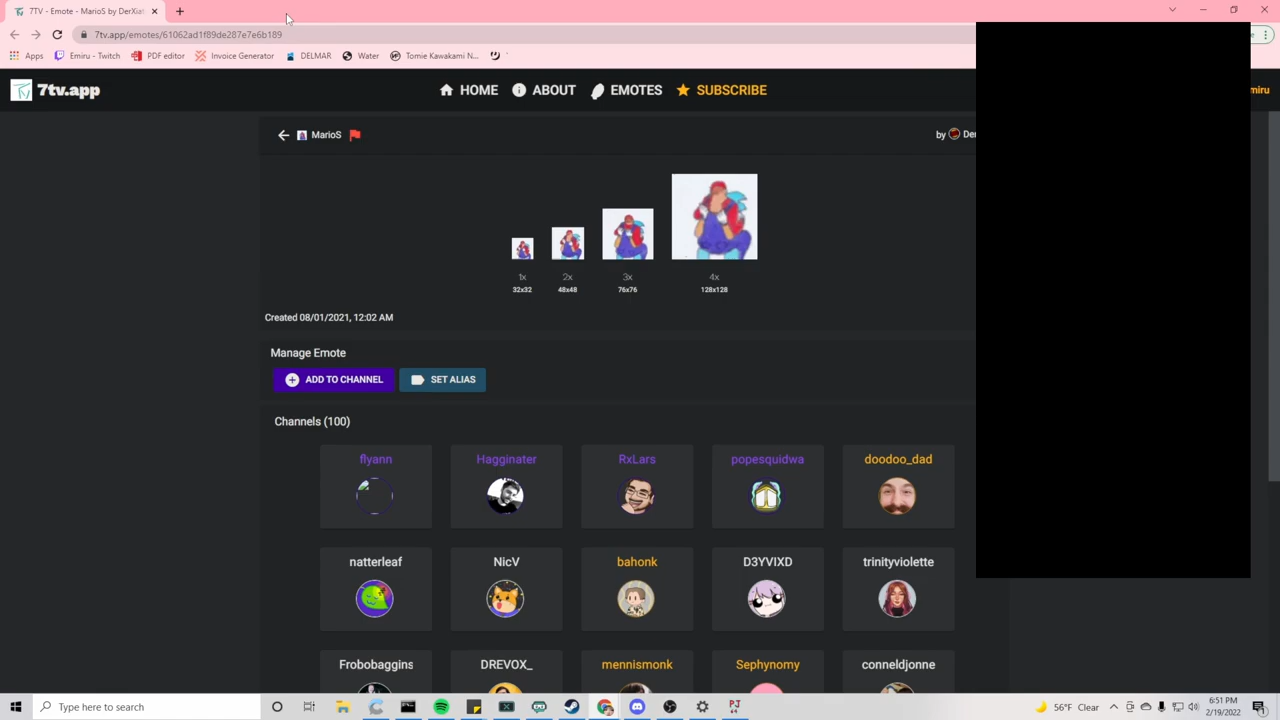 7TV - Emote - MarioS by DerXia
7tv.app/emotes/61062ad1f89de287e7e6b189
Apps Emiru - Twitch PDF editor Invoice Generator DELMAR Water Tomie Kawakami N...
7tv.app HOME ABOUT EMOTES SUBSCRIBE miru
MarioS by Der
1x 2x 3x 4x
32x32 48x48 76x76 128x128
Created 08/01/2021, 12:02 AM
Manage Emote
ADD TO CHANNEL SET ALIAS
Channels (100)
flyann Hagginater RxLars popesquidwa doodoo_dad
natterleaf NicV bahonk D3YVIXD trinityviolette
Frobobaggins DREVOX_ mennismonk Sephynomy conneldjonne
Type here to search 56°F Clear 6:51 PM
2/19/2022